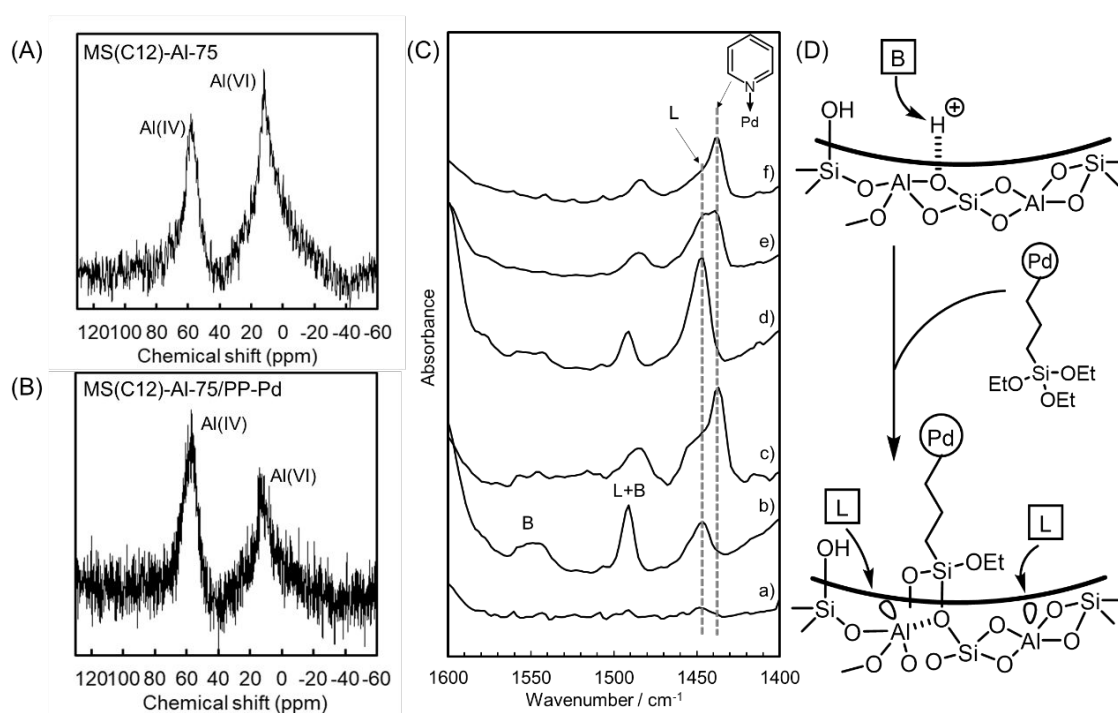 (A)
MS(C12)-Al-75
Al(VI)
Al(IV)
120100 80 60 40 20 0 -20-40-60
Chemical shift (ppm)
(B)
MS(C12)-Al-75/PP-Pd
Al(IV)
Al(VI)
120100 80 60 40 20 0 -20-40-60
Chemical shift (ppm)
(C)
N
Pd
L
f)
e)
d)
c)
L+B
B
b)
a)
Absorbance
1600 1550 1500 1450 1400
Wavenumber / cm-1
(D)
B
OH
H
+
Si
O Al O Si O Al O Si
O O O O O
Pd
Si
EtO OEt
OEt
Pd
L
L
OH
O Si OEt
Si
O Al O Al O Si
O O O Si O O O